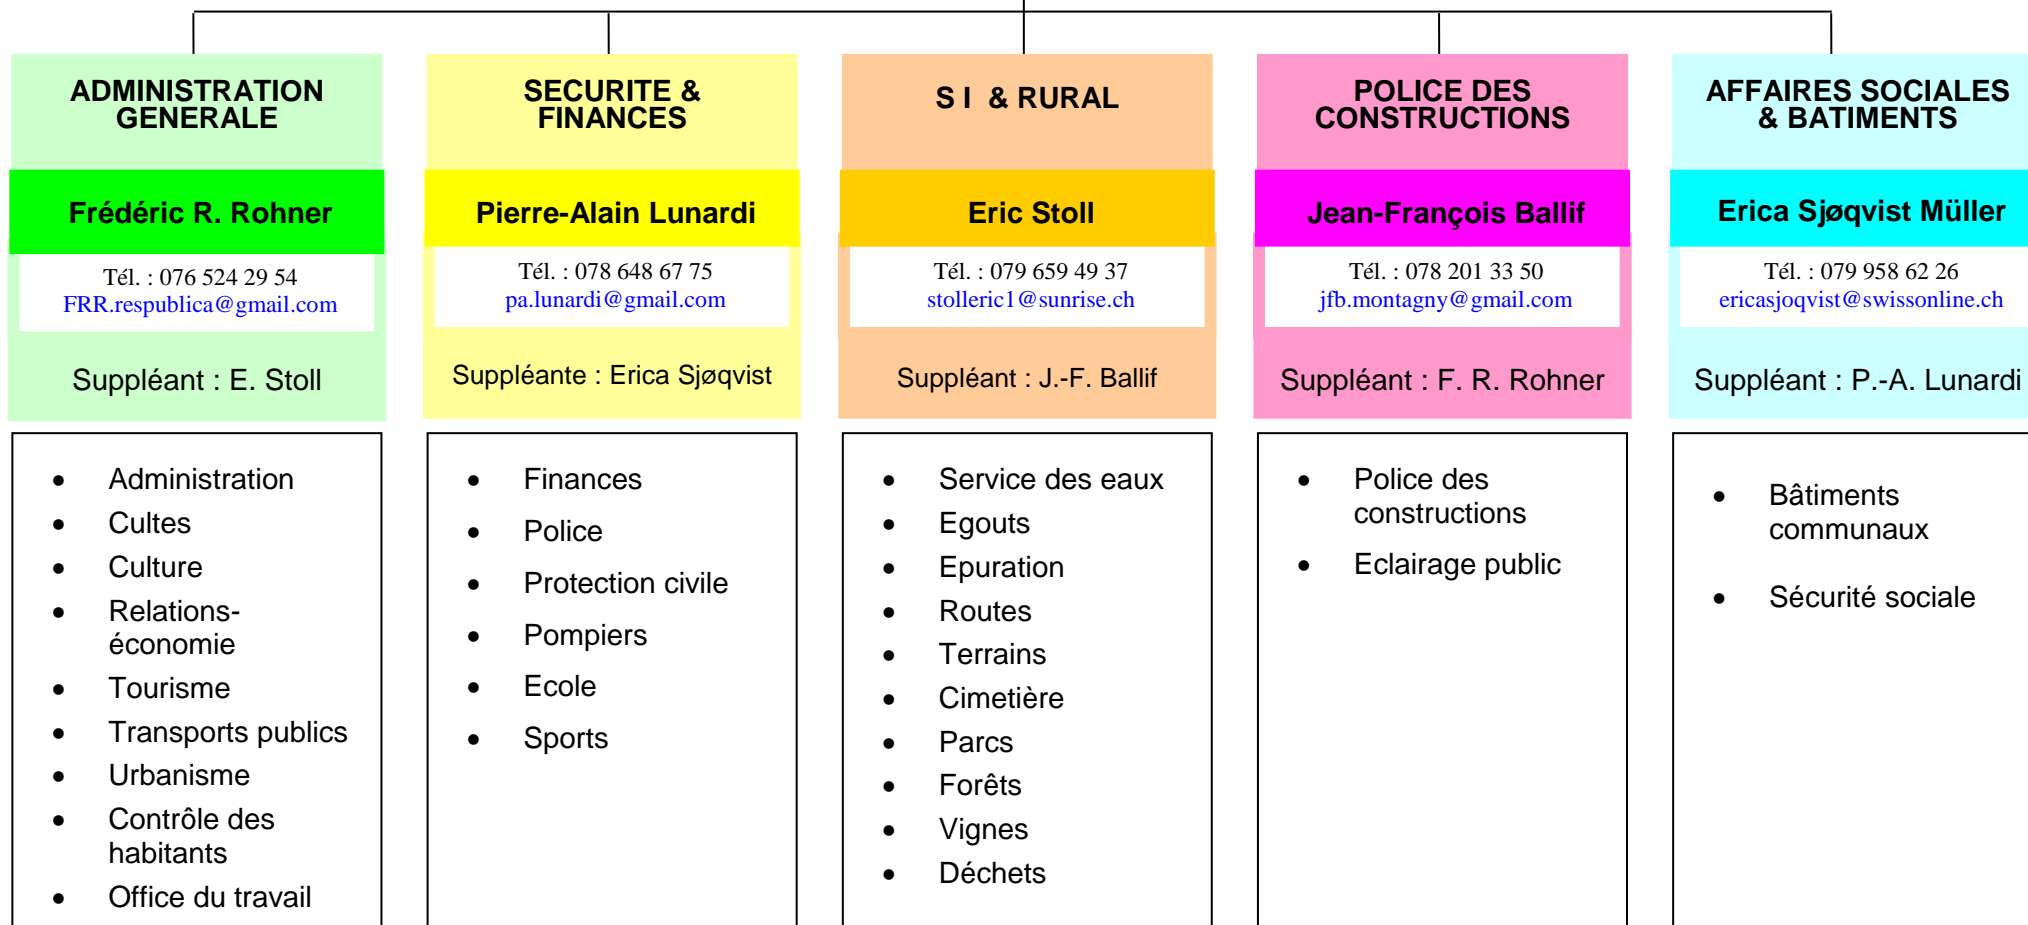 ADMINISTRATION
GENERALE
Frédéric R. Rohner
Tél. : 076 524 29 54
FRR.respublica@gmail.com
Suppléant : E. Stoll
• Administration
• Cultes
• Culture
• Relations-
économie
• Tourisme
• Transports publics
• Urbanisme
• Contrôle des
habitants
• Office du travail
SECURITE &
FINANCES
Pierre-Alain Lunardi
Tél. : 078 648 67 75
pa.lunardi@gmail.com
Suppléante : Erica Sjøqvist
• Finances
• Police
• Protection civile
• Pompiers
• Ecole
• Sports
S I & RURAL
Eric Stoll
Tél. : 079 659 49 37
stolleric1@sunrise.ch
Suppléant : J.-F. Ballif
• Service des eaux
• Egouts
• Epuration
• Routes
• Terrains
• Cimetière
• Parcs
• Forêts
• Vignes
• Déchets
POLICE DES
CONSTRUCTIONS
Jean-François Ballif
Tél. : 078 201 33 50
jfb.montagny@gmail.com
Suppléant : F. R. Rohner
• Police des
constructions
• Eclairage public
AFFAIRES SOCIALES
& BATIMENTS
Erica Sjøqvist Müller
Tél. : 079 958 62 26
ericasjoqvist@swissonline.ch
Suppléant : P.-A. Lunardi
• Bâtiments
communaux
• Sécurité sociale